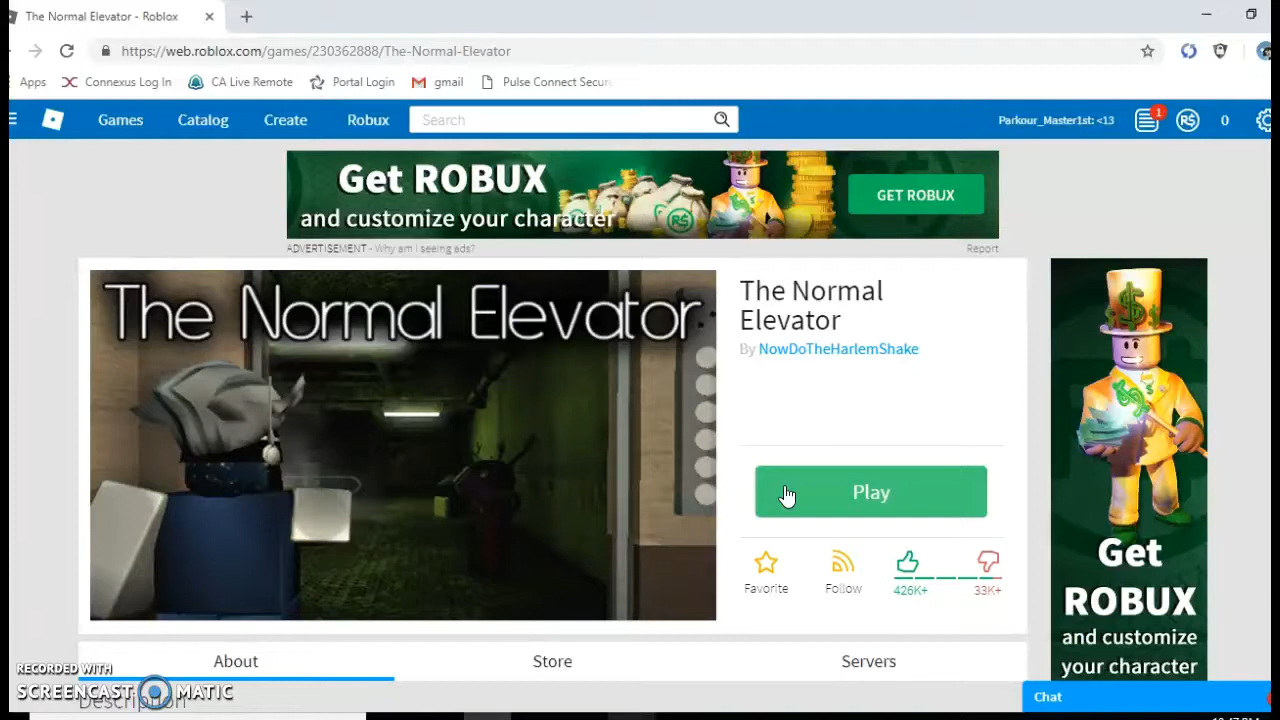 The Normal Elevator - Roblox
https://web.roblox.com/games/230362888/The-Normal-Elevator
Apps Connexus Log In CA Live Remote Portal Login gmail Pulse Connect Secure
Games Catalog Create Robux Search Parkour_Master1st: <13 1 R$ 0
Get ROBUX
and customize your character
GET ROBUX
ADVERTISEMENT - Why am I seeing ads? Report
The Normal Elevator
The Normal
Elevator
By NowDoTheHarlemShake
Play
Favorite Follow 426K+ 33K+
Get
ROBUX
and customize
your character
About Store Servers
RECORDED WITH
SCREENCAST MATIC
Description
Chat